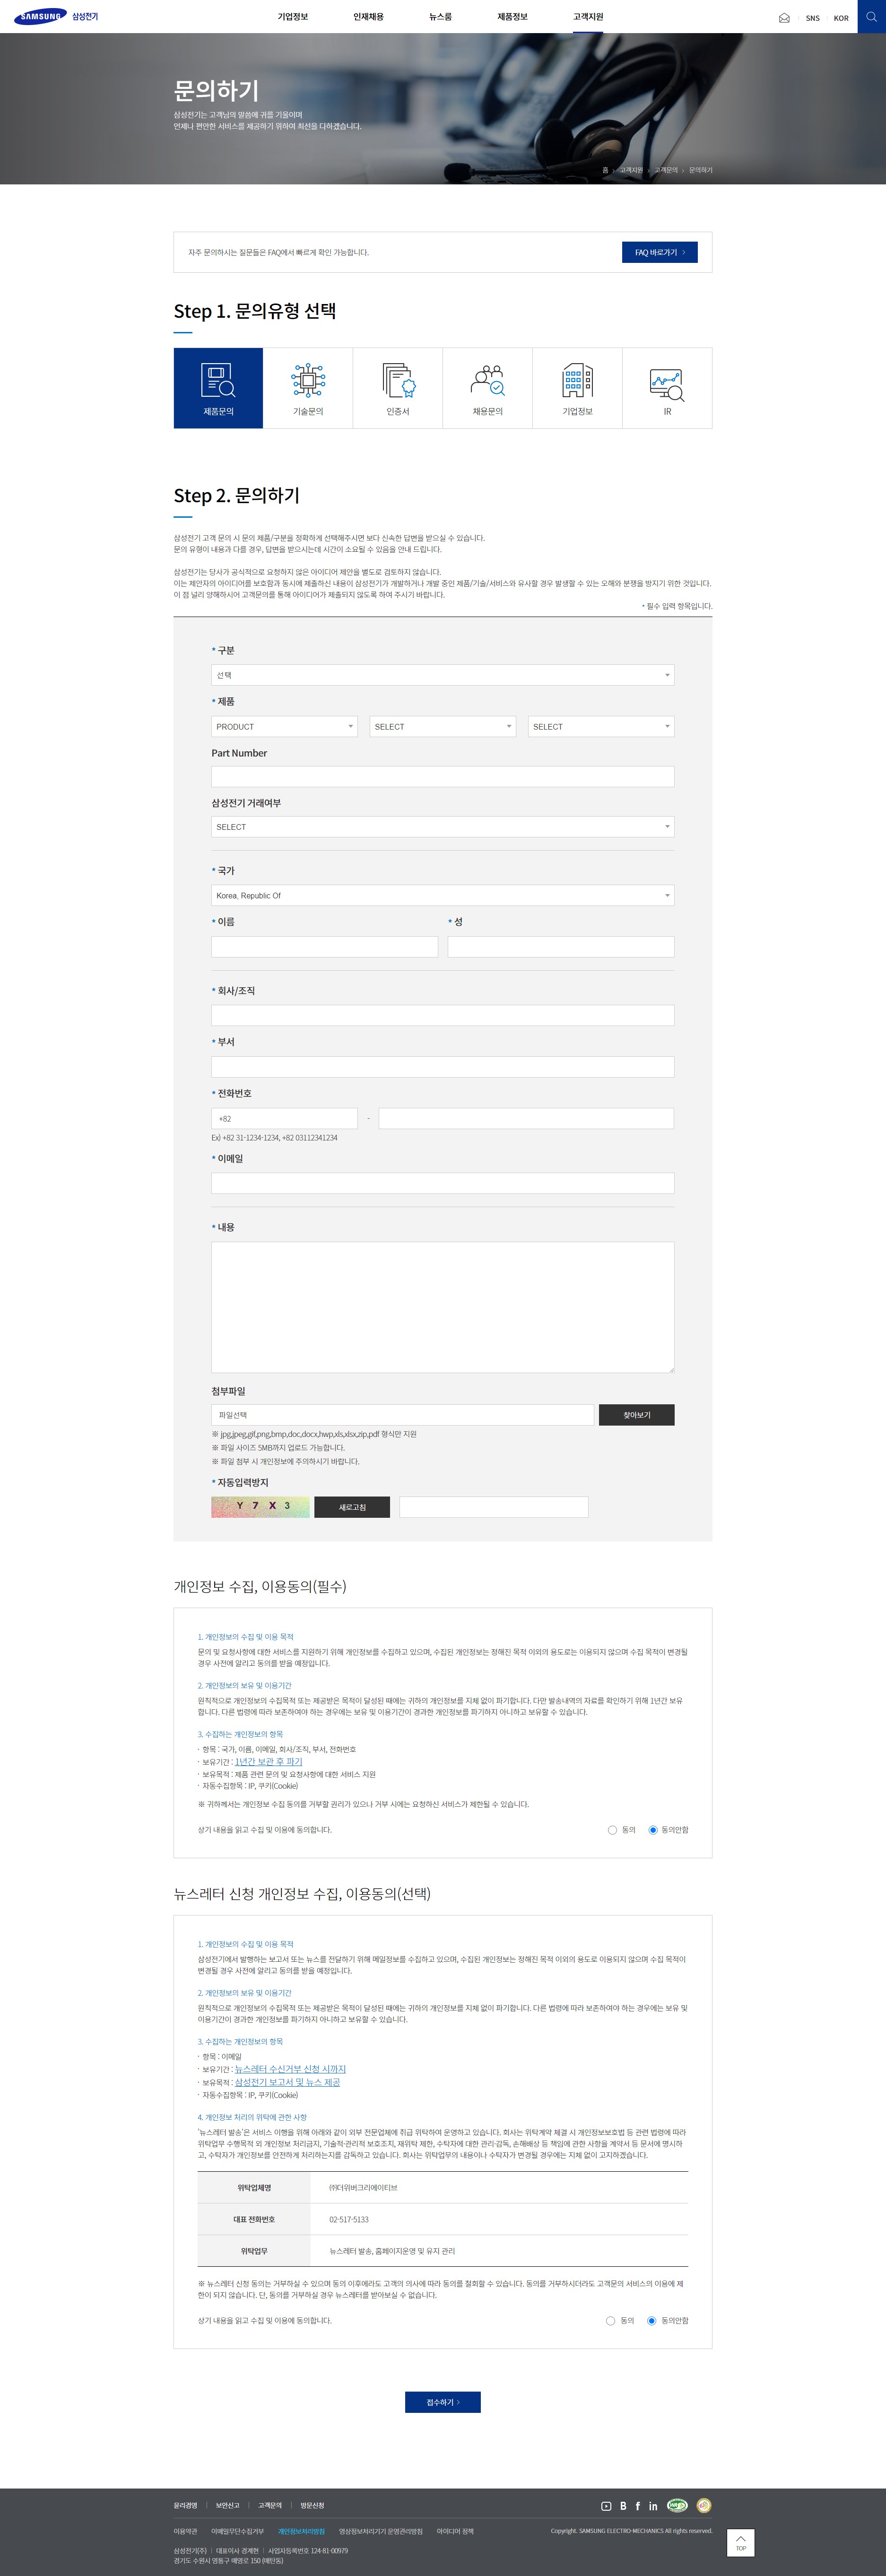 SAMSUNG 삼성전기
기업정보 인재채용 뉴스룸 제품정보 고객지원
SNS KOR
문의하기
삼성전기는 고객님의 말씀에 귀를 기울이며
언제나 편안한 서비스를 제공하기 위하여 최선을 다하겠습니다.
홈 > 고객지원 > 고객문의 > 문의하기
자주 문의하시는 질문들은 FAQ에서 빠르게 확인 가능합니다.
FAQ 바로가기 >
Step 1. 문의유형 선택
제품문의 기술문의 인증서 채용문의 기업정보 IR
Step 2. 문의하기
삼성전기 고객 문의 시 문의 제품/구분을 정확하게 선택해주시면 보다 신속한 답변을 받으실 수 있습니다.
문의 유형이 내용과 다를 경우, 답변을 받으시는데 시간이 소요될 수 있음을 안내 드립니다.
삼성전기는 당사가 공식적으로 요청하지 않은 아이디어 제안을 별도로 검토하지 않습니다.
이는 제안자의 아이디어를 보호함과 동시에 제출하신 내용이 삼성전기가 개발하거나 개발 중인 제품/기술/서비스와 유사할 경우 발생할 수 있는 오해와 분쟁을 방지기 위한 것입니다.
이 점 널리 양해하시어 고객문의를 통해 아이디어가 제출되지 않도록 하여 주시기 바랍니다.
* 필수 입력 항목입니다.
* 구분
선택
* 제품
PRODUCT SELECT SELECT
Part Number
삼성전기 거래여부
SELECT
* 국가
Korea, Republic Of
* 이름 * 성
* 회사/조직
* 부서
* 전화번호
+82 -
Ex) +82 31-1234-1234, +82 03112341234
* 이메일
* 내용
첨부파일
파일선택 찾아보기
※ jpg,jpeg,gif,png,bmp,doc,docx,hwp,xls,xlsx,zip,pdf 형식만 지원
※ 파일 사이즈 5MB까지 업로드 가능합니다.
※ 파일 첨부 시 개인정보에 주의하시기 바랍니다.
* 자동입력방지
Y 7 X 3 새로고침
개인정보 수집, 이용동의(필수)
1. 개인정보의 수집 및 이용 목적
문의 및 요청사항에 대한 서비스를 지원하기 위해 개인정보를 수집하고 있으며, 수집된 개인정보는 정해진 목적 이외의 용도로는 이용되지 않으며 수집 목적이 변경될
경우 사전에 알리고 동의를 받을 예정입니다.
2. 개인정보의 보유 및 이용기간
원칙적으로 개인정보의 수집목적 또는 제공받은 목적이 달성된 때에는 귀하의 개인정보를 지체 없이 파기합니다. 다만 발송내역의 자료를 확인하기 위해 1년간 보유
합니다. 다른 법령에 따라 보존하여야 하는 경우에는 보유 및 이용기간이 경과한 개인정보를 파기하지 아니하고 보유할 수 있습니다.
3. 수집하는 개인정보의 항목
· 항목 : 국가, 이름, 이메일, 회사/조직, 부서, 전화번호
· 보유기간 : 1년간 보관 후 파기
· 보유목적 : 제품 관련 문의 및 요청사항에 대한 서비스 지원
· 자동수집항목 : IP, 쿠키(Cookie)
※ 귀하께서는 개인정보 수집 동의를 거부할 권리가 있으나 거부 시에는 요청하신 서비스가 제한될 수 있습니다.
상기 내용을 읽고 수집 및 이용에 동의합니다. 동의 동의안함
뉴스레터 신청 개인정보 수집, 이용동의(선택)
1. 개인정보의 수집 및 이용 목적
삼성전기에서 발행하는 보고서 또는 뉴스를 전달하기 위해 메일정보를 수집하고 있으며, 수집된 개인정보는 정해진 목적 이외의 용도로 이용되지 않으며 수집 목적이
변경될 경우 사전에 알리고 동의를 받을 예정입니다.
2. 개인정보의 보유 및 이용기간
원칙적으로 개인정보의 수집목적 또는 제공받은 목적이 달성된 때에는 귀하의 개인정보를 지체 없이 파기합니다. 다른 법령에 따라 보존하여야 하는 경우에는 보유 및
이용기간이 경과한 개인정보를 파기하지 아니하고 보유할 수 있습니다.
3. 수집하는 개인정보의 항목
· 항목 : 이메일
· 보유기간 : 뉴스레터 수신거부 신청 시까지
· 보유목적 : 삼성전기 보고서 및 뉴스 제공
· 자동수집항목 : IP, 쿠키(Cookie)
4. 개인정보 처리의 위탁에 관한 사항
'뉴스레터 발송'은 서비스 이행을 위해 아래와 같이 외부 전문업체에 취급 위탁하여 운영하고 있습니다. 회사는 위탁계약 체결 시 개인정보보호법 등 관련 법령에 따라
위탁업무 수행목적 외 개인정보 처리금지, 기술적·관리적 보호조치, 재위탁 제한, 수탁자에 대한 관리·감독, 손해배상 등 책임에 관한 사항을 계약서 등 문서에 명시하
고, 수탁자가 개인정보를 안전하게 처리하는지를 감독하고 있습니다. 회사는 위탁업무의 내용이나 수탁자가 변경될 경우에는 지체 없이 고지하겠습니다.
위탁업체명 ㈜더위버크리에이티브
대표 전화번호 02-517-5133
위탁업무 뉴스레터 발송, 홈페이지운영 및 유지 관리
※ 뉴스레터 신청 동의는 거부하실 수 있으며 동의 이후에라도 고객의 의사에 따라 동의를 철회할 수 있습니다. 동의를 거부하시더라도 고객문의 서비스의 이용에 제
한이 되지 않습니다. 단, 동의를 거부하실 경우 뉴스레터를 받아보실 수 없습니다.
상기 내용을 읽고 수집 및 이용에 동의합니다. 동의 동의안함
접수하기 >
윤리경영 보안신고 고객문의 방문신청
B f in
이용약관 이메일무단수집거부 개인정보처리방침 영상정보처리기기 운영관리방침 아이디어 정책
Copyright. SAMSUNG ELECTRO-MECHANICS All rights reserved.
삼성전기(주) | 대표이사 경계현 | 사업자등록번호 124-81-00979
경기도 수원시 영통구 매영로 150 (매탄동)
TOP